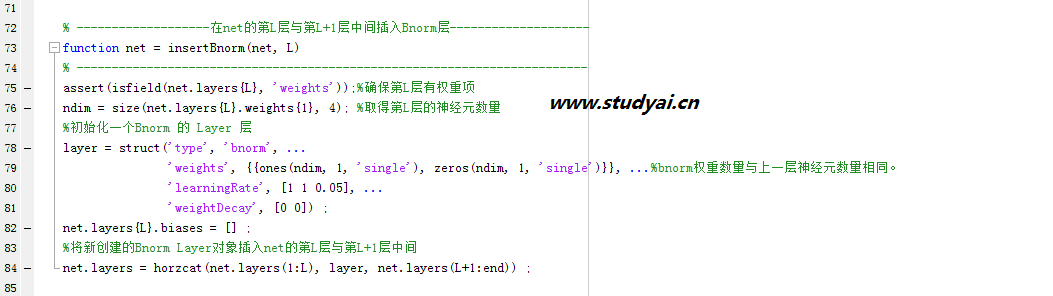 71
72 % -------------------在net的第L层与第L+1层中间插入Bnorm层--------------------
73 function net = insertBnorm(net, L)
74 % -------------------------------------------------------------------------
75 assert(isfield(net.layers{L}, 'weights'));%确保第L层有权重项
76 ndim = size(net.layers{L}.weights{1}, 4); %取得第L层的神经元数量
www.studyai.cn
77 %初始化一个Bnorm 的 Layer 层
78 layer = struct('type', 'bnorm', ...
79 'weights', {{ones(ndim, 1, 'single'), zeros(ndim, 1, 'single')}}, ...%bnorm权重数量与上一层神经元数量相同。
80 'learningRate', [1 1 0.05], ...
81 'weightDecay', [0 0]) ;
82 net.layers{L}.biases = [] ;
83 %将新创建的Bnorm Layer对象插入net的第L层与第L+1层中间
84 net.layers = horzcat(net.layers(1:L), layer, net.layers(L+1:end)) ;
85